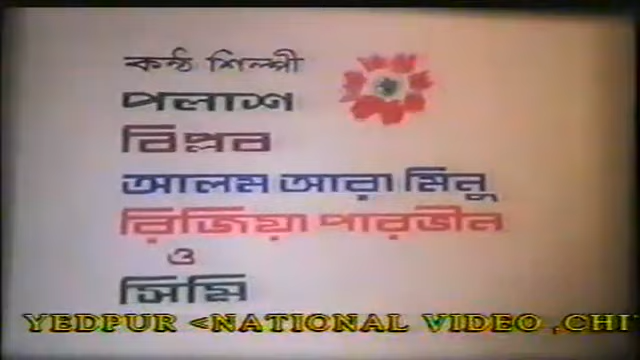 কন্ঠ শিল্পী
পলাশ
বিপ্লব
আলম আরা মিনু
রিজিয়া পারভীন
ও
সিমি
YEDPUR <NATIONAL VIDEO ,CHI